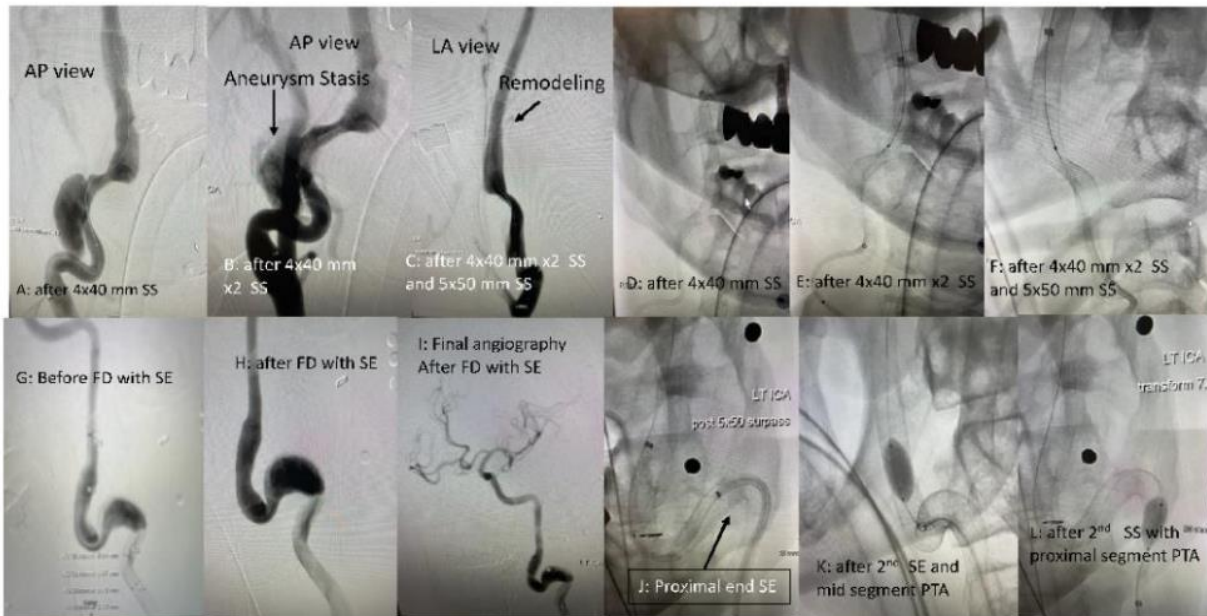 AP view
A: after 4x40 mm SS
AP view
Aneurysm Stasis
B: after 4x40 mm
x2 SS
LA view
Remodeling
C: after 4x40 mm x2 SS
and 5x50 mm SS
D: after 4x40 mm SS
E: after 4x40 mm x2 SS
F: after 4x40 mm x2 SS
and 5x50 mm SS
G: Before FD with SE
H: after FD with SE
I: Final angiography
After FD with SE
LT ICA
post 5x50 surpass
J: Proximal end SE
K: after 2nd SE and
mid segment PTA
LT ICA
transform 7.
L: after 2nd SS with
proximal segment PTA